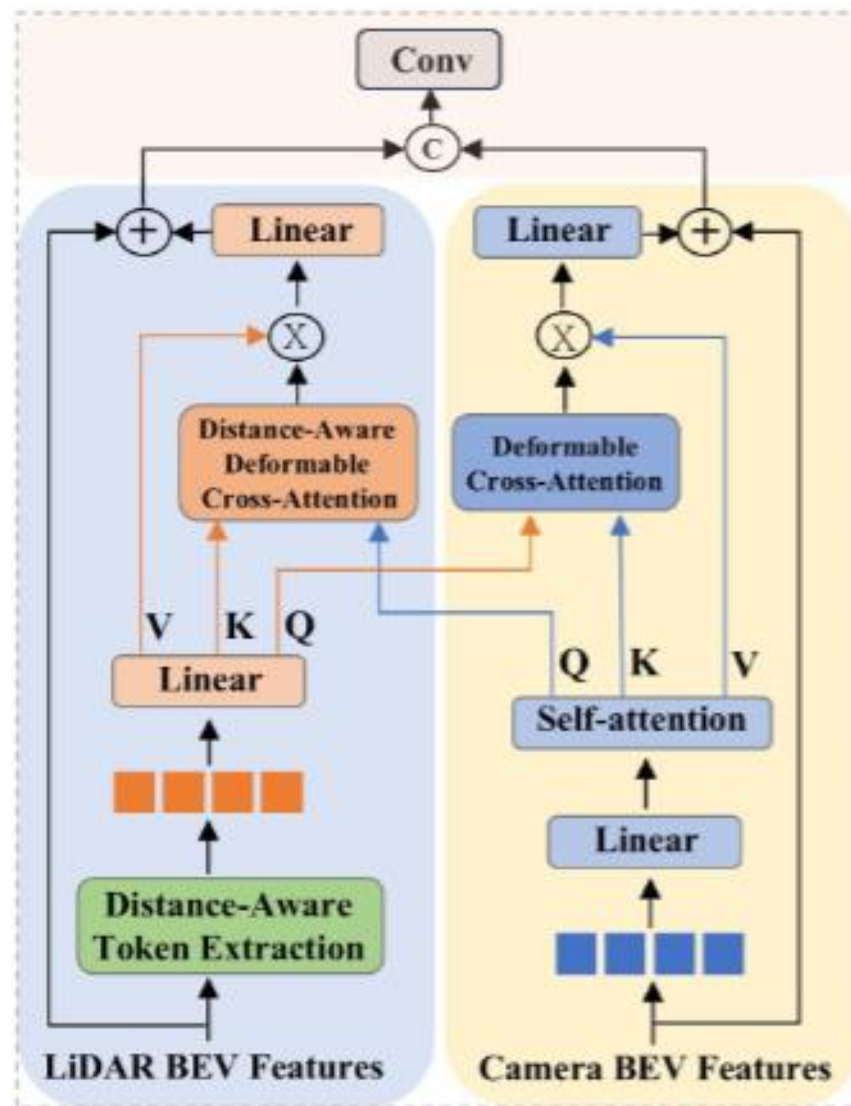 Conv
C
+
Linear
Linear
+
X
X
Distance-Aware
Deformable
Cross-Attention
Deformable
Cross-Attention
V K Q
Linear
Q K V
Self-attention
Linear
Distance-Aware
Token Extraction
LiDAR BEV Features
Camera BEV Features